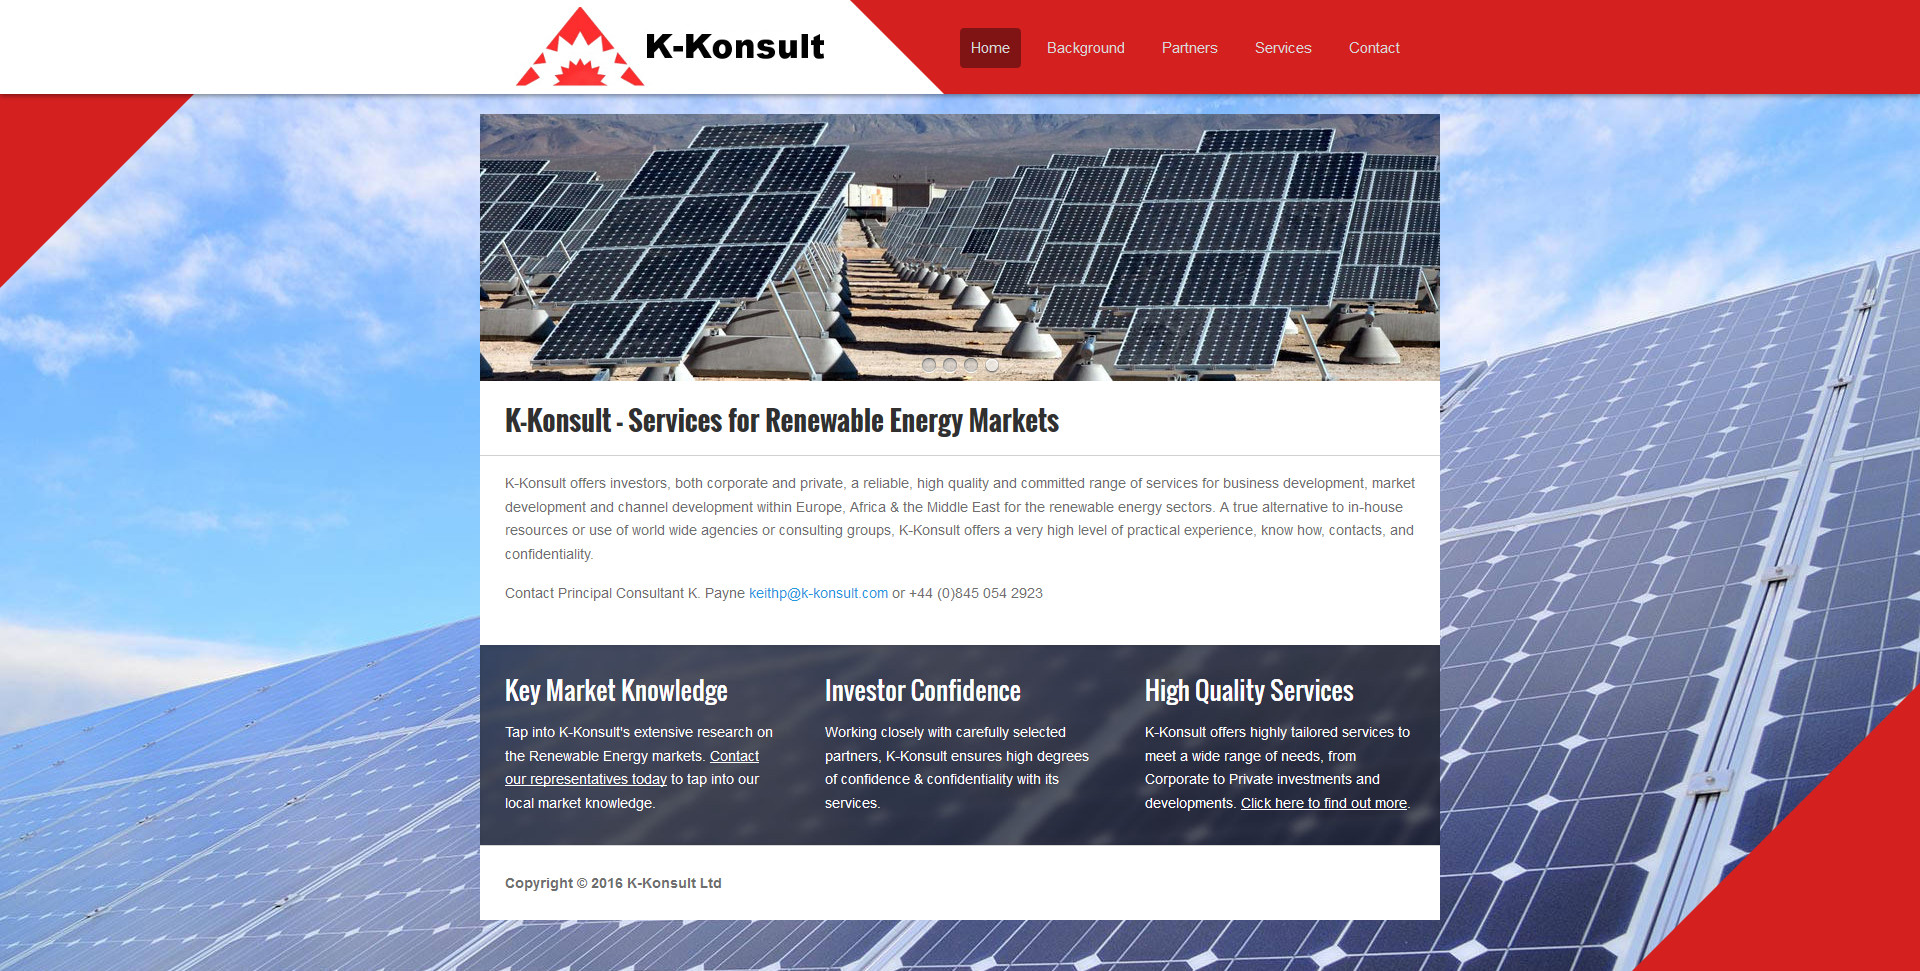 K-Konsult
Home
Background
Partners
Services
Contact
K-Konsult - Services for Renewable Energy Markets
K-Konsult offers investors, both corporate and private, a reliable, high quality and committed range of services for business development, market
development and channel development within Europe, Africa & the Middle East for the renewable energy sectors. A true alternative to in-house
resources or use of world wide agencies or consulting groups, K-Konsult offers a very high level of practical experience, know how, contacts, and
confidentiality.
Contact Principal Consultant K. Payne keithp@k-konsult.com or +44 (0)845 054 2923
Key Market Knowledge
Tap into K-Konsult's extensive research on
the Renewable Energy markets. Contact
our representatives today to tap into our
local market knowledge.
Investor Confidence
Working closely with carefully selected
partners, K-Konsult ensures high degrees
of confidence & confidentiality with its
services.
High Quality Services
K-Konsult offers highly tailored services to
meet a wide range of needs, from
Corporate to Private investments and
developments. Click here to find out more.
Copyright © 2016 K-Konsult Ltd